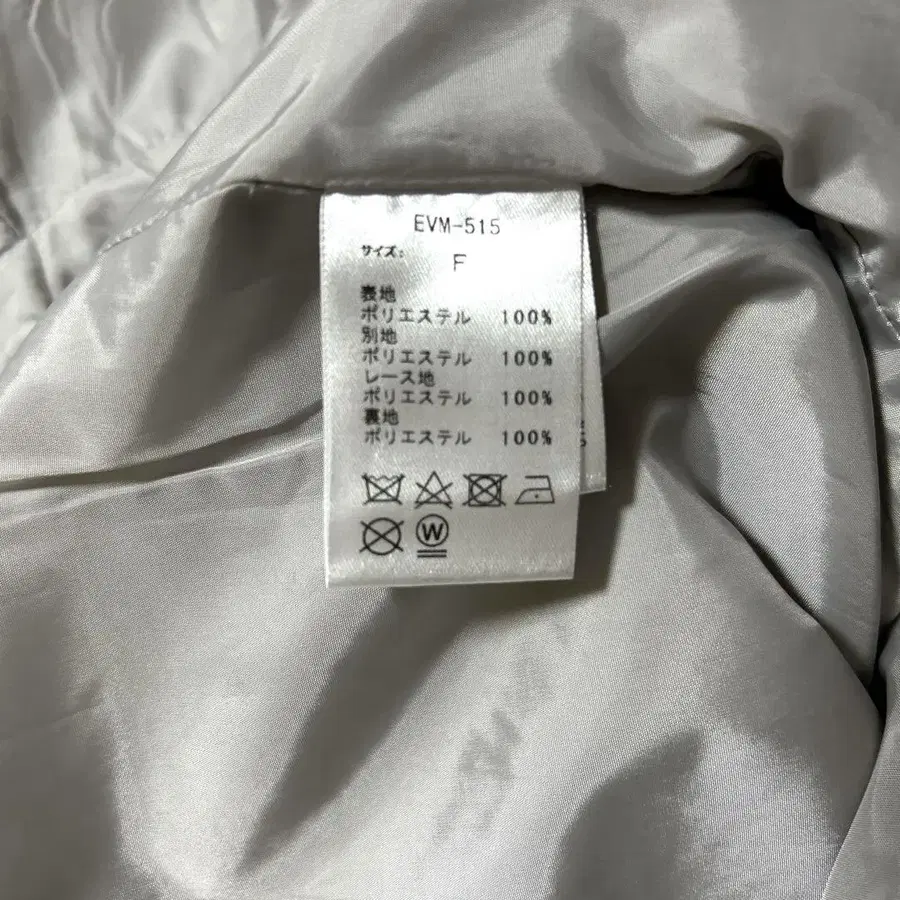 EVM-515
サイズ: F
表地
ポリエステル 100%
別地
ポリエステル 100%
レース地
ポリエステル 100%
裏地
ポリエステル 100%
W